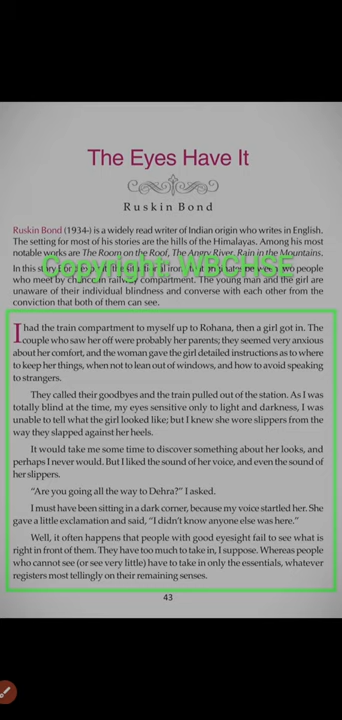 The Eyes Have It
Ruskin Bond
Ruskin Bond (1934-) is a widely read writer of Indian origin who writes in English.
The setting for most of his stories are the hills of the Himalayas. Among his most
notable works are The Room on the Roof, The Angry River, Rain in the Mountains.
Copyright: WBCHSE
In this story situational irony between two people
who meet by chance in railway compartment. The young man and the girl are
unaware of their individual blindness and converse with each other from the
conviction that both of them can see.
I had the train compartment to myself up to Rohana, then a girl got in. The
couple who saw her off were probably her parents; they seemed very anxious
about her comfort, and the woman gave the girl detailed instructions as to where
to keep her things, when not to lean out of windows, and how to avoid speaking
to strangers.
They called their goodbyes and the train pulled out of the station. As I was
totally blind at the time, my eyes sensitive only to light and darkness, I was
unable to tell what the girl looked like; but I knew she wore slippers from the
way they slapped against her heels.
It would take me some time to discover something about her looks, and
perhaps I never would. But I liked the sound of her voice, and even the sound of
her slippers.
“Are you going all the way to Dehra?” I asked.
I must have been sitting in a dark corner, because my voice startled her. She
gave a little exclamation and said, “I didn’t know anyone else was here.”
Well, it often happens that people with good eyesight fail to see what is
right in front of them. They have too much to take in, I suppose. Whereas people
who cannot see (or see very little) have to take in only the essentials, whatever
registers most tellingly on their remaining senses.
43